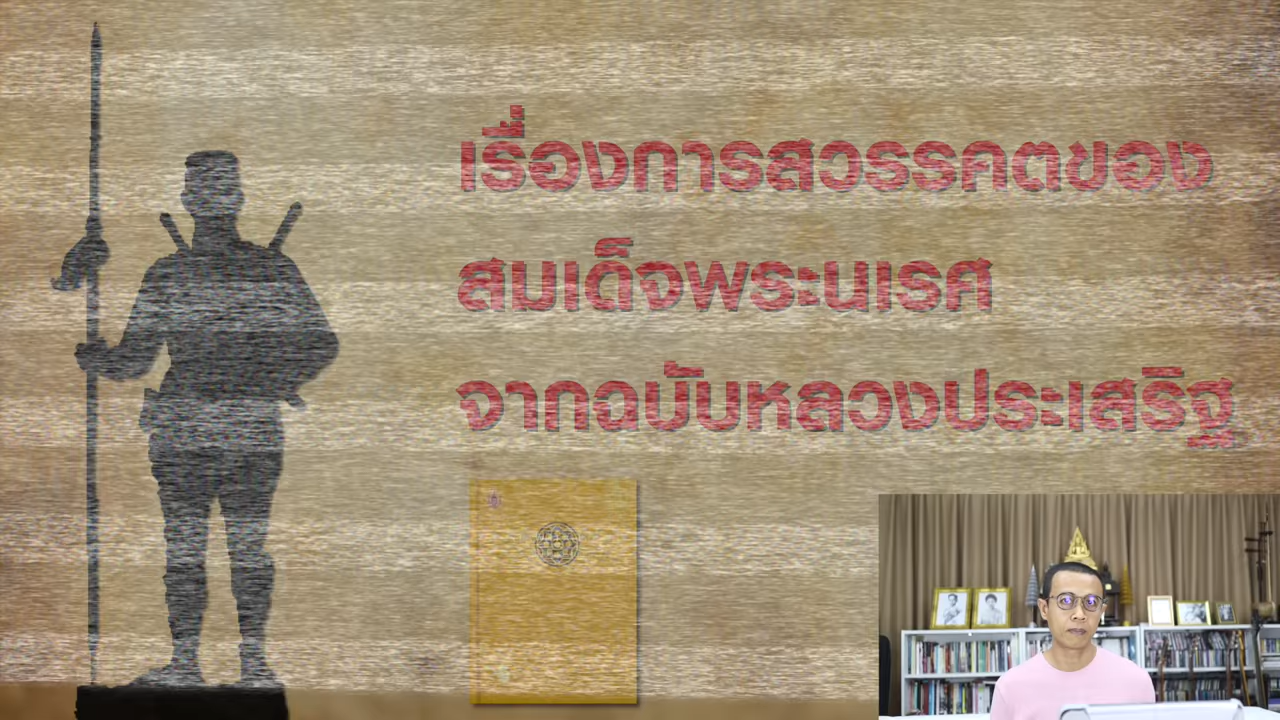 เรื่องการสวรรคตของ
สมเด็จพระนเรศ
จากฉบับหลวงประเสริฐ